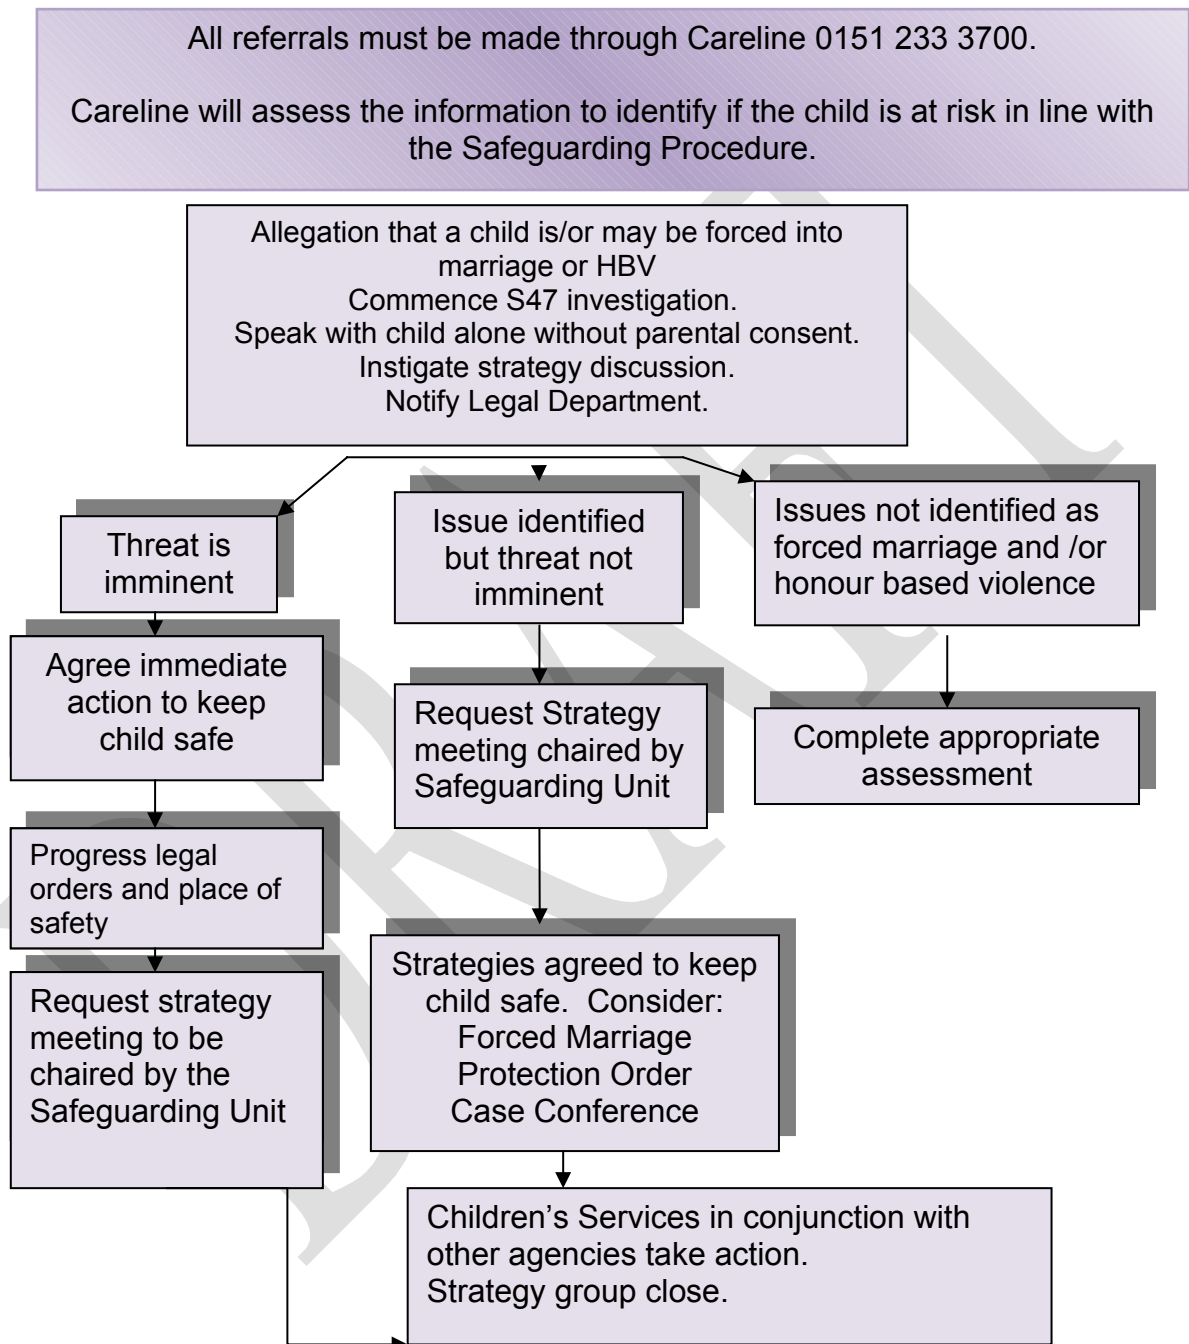 All referrals must be made through Careline 0151 233 3700.
Careline will assess the information to identify if the child is at risk in line with
the Safeguarding Procedure.
Allegation that a child is/or may be forced into
marriage or HBV
Commence S47 investigation.
Speak with child alone without parental consent.
Instigate strategy discussion.
Notify Legal Department.
Threat is
imminent
Agree immediate
action to keep
child safe
Progress legal
orders and place of
safety
Request strategy
meeting to be
chaired by the
Safeguarding Unit
Issue identified
but threat not
imminent
Request Strategy
meeting chaired by
Safeguarding Unit
Strategies agreed to keep
child safe.  Consider:
Forced Marriage
Protection Order
Case Conference
Issues not identified as
forced marriage and /or
honour based violence
Complete appropriate
assessment
Children’s Services in conjunction with
other agencies take action.
Strategy group close.
DRAFT